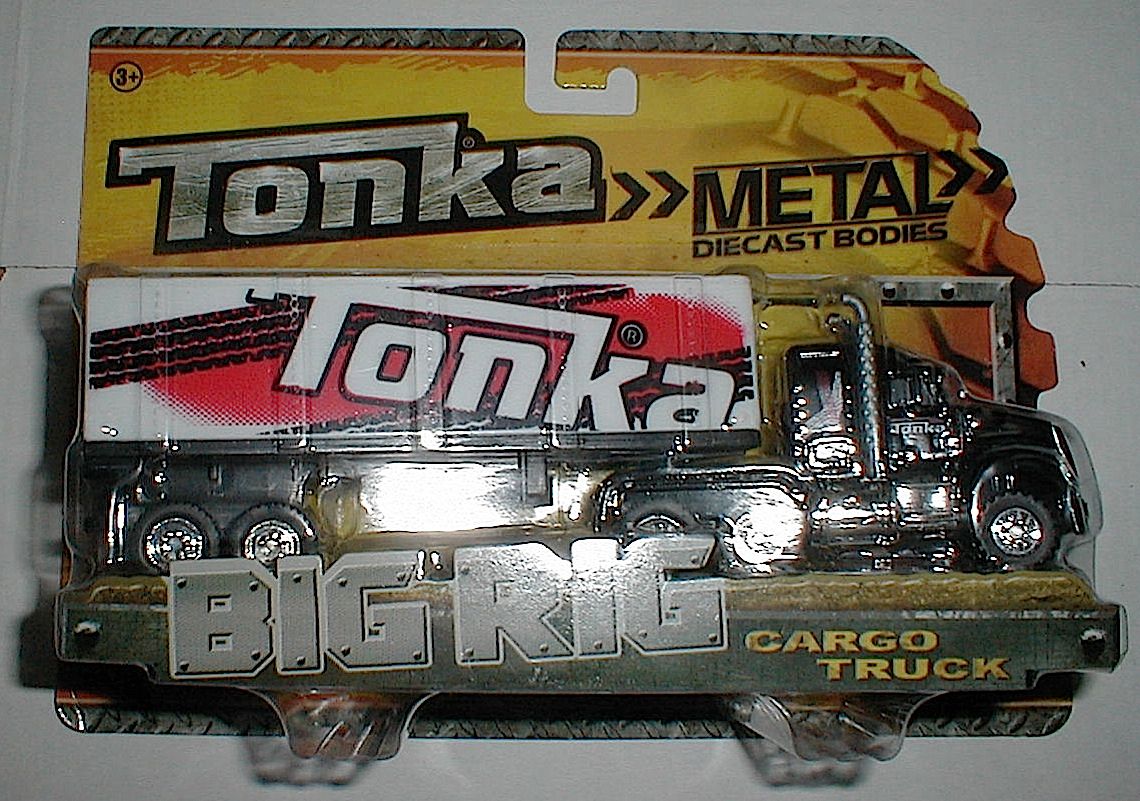 3+
Tonka®
METAL
DIECAST BODIES
Tonka®
Tonka
BIG RIG
CARGO
TRUCK